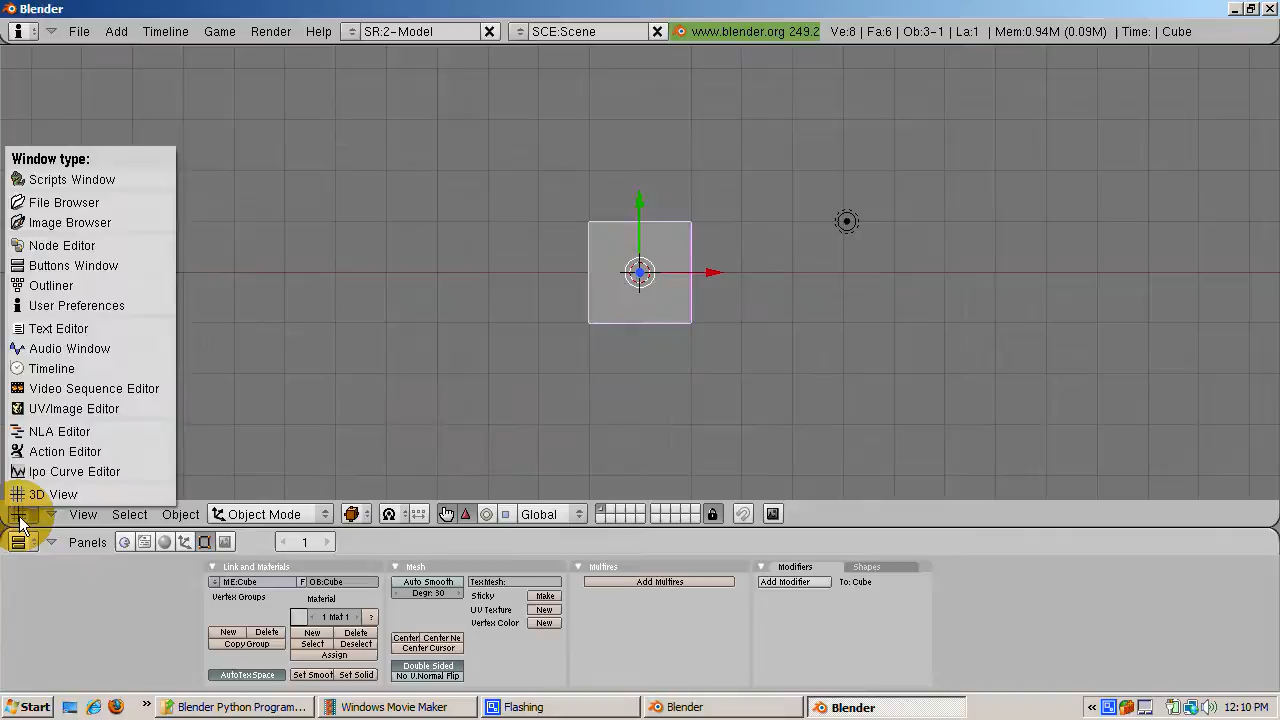 Blender
File Add Timeline Game Render Help SR:2-Model SCE:Scene www.blender.org 249.2 Ve:8 | Fa:6 | Ob:3-1 | La:1 | Mem:0.94M (0.09M) | Time: | Cube
Window type:
Scripts Window
File Browser
Image Browser
Node Editor
Buttons Window
Outliner
User Preferences
Text Editor
Audio Window
Timeline
Video Sequence Editor
UV/Image Editor
NLA Editor
Action Editor
Ipo Curve Editor
3D View
View Select Object Object Mode Global
Panels 1
Link and Materials Mesh Multires Modifiers Shapes
ME:Cube F OB:Cube Auto Smooth TexMesh: Add Multires Add Modifier To: Cube
Degr: 30 Sticky Make
Vertex Groups Material
UV Texture New
1 Mat 1 ?
Vertex Color New
New Delete New Delete Center Center Ne
Copy Group Select Deselect Center Cursor
Assign
Double Sided
AutoTexSpace Set Smoot Set Solid No V.Normal Flip
Start » Blender Python Program... Windows Movie Maker Flashing Blender Blender « 12:10 PM